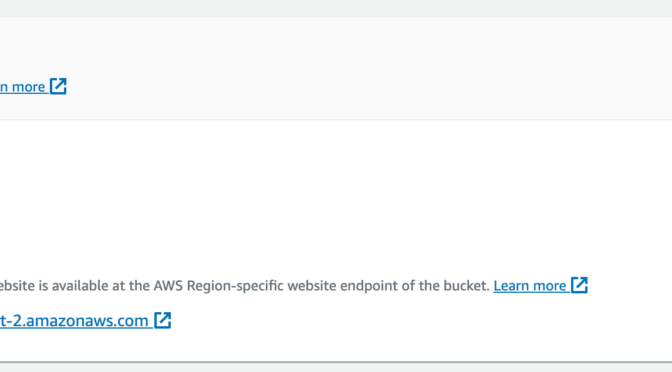 n more
ebsite is available at the AWS Region-specific website endpoint of the bucket. Learn more
t-2.amazonaws.com